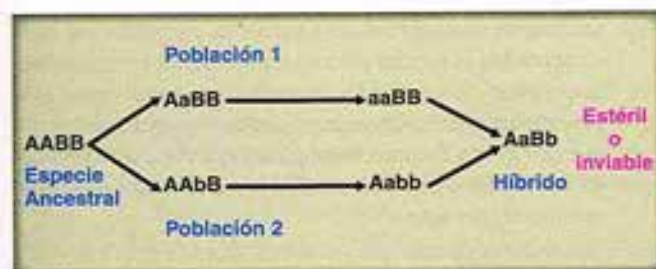 Población 1
AaBB aaBB
AABB AaBb
Especie
Ancestral
Híbrido
Estéril
o
inviable
AAbB Aabb
Población 2